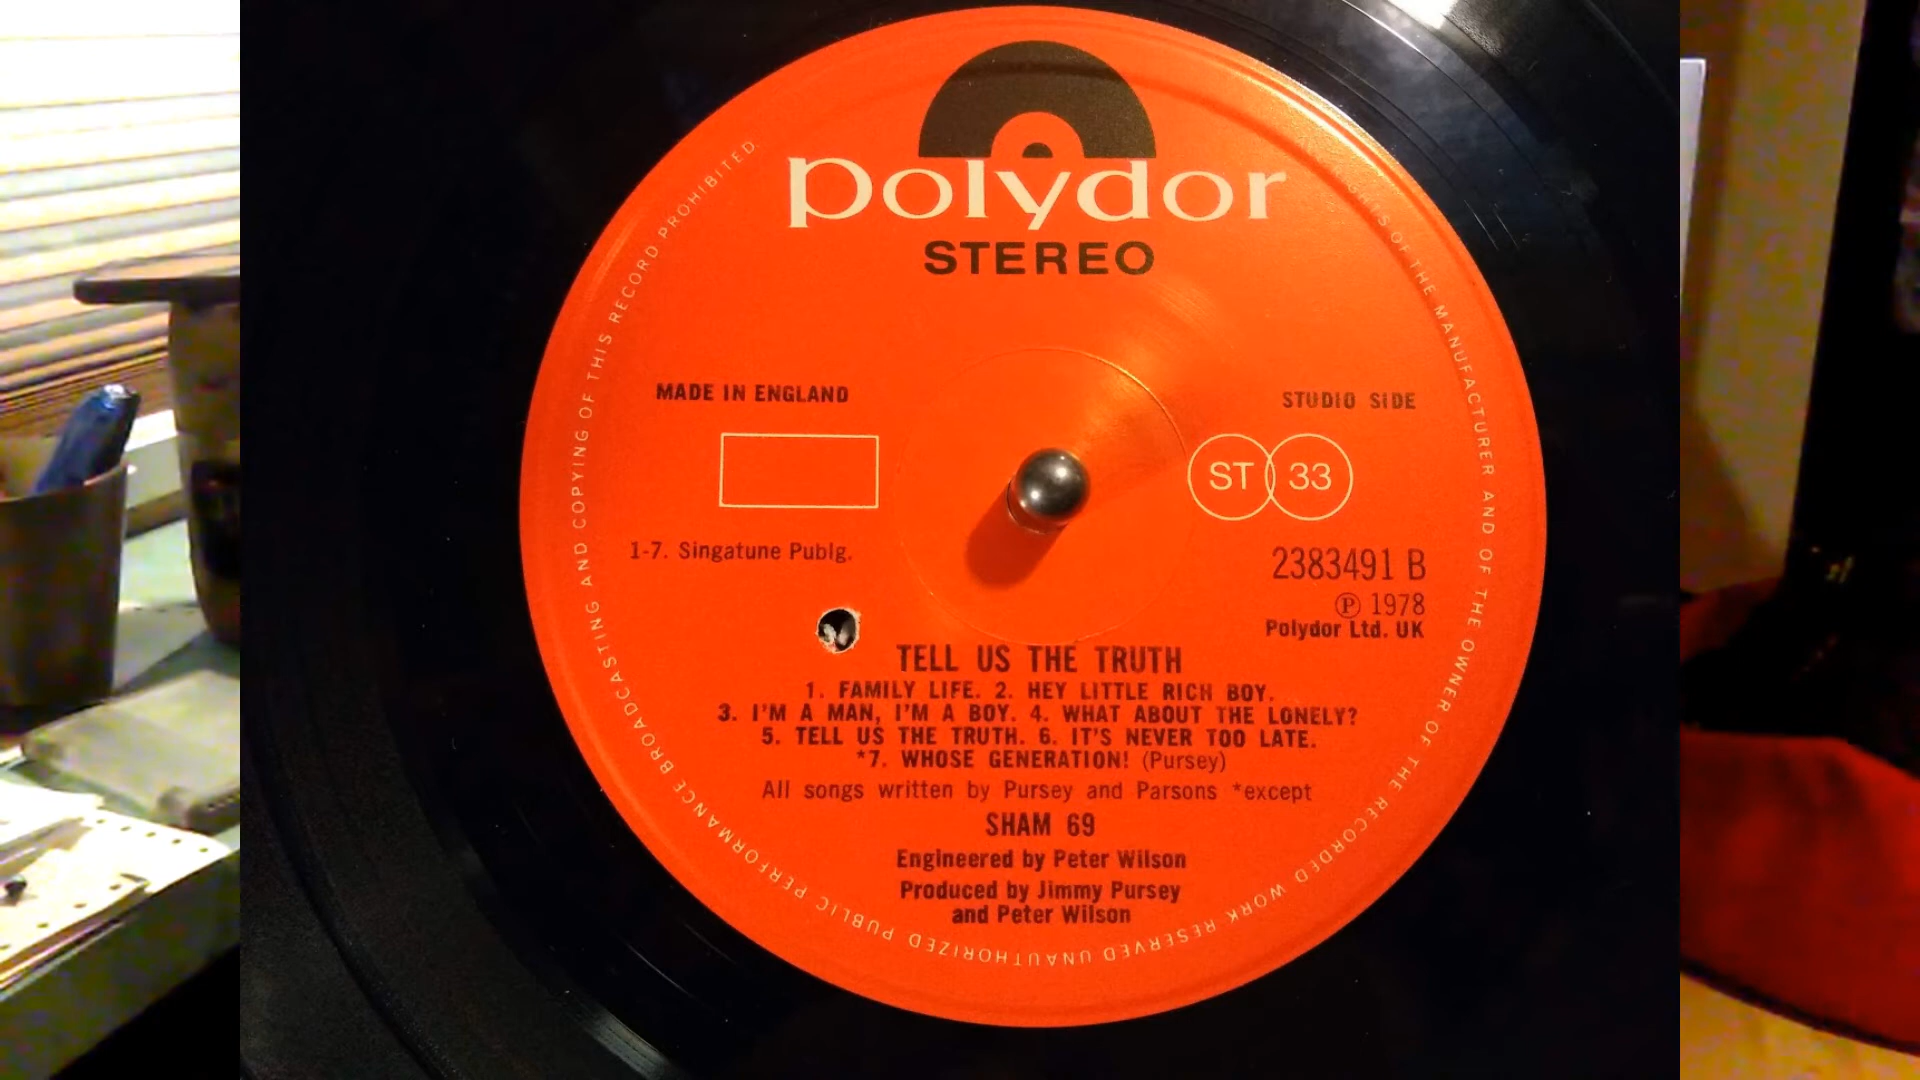 polydor
STEREO
MADE IN ENGLAND
STUDIO SIDE
ST 33
1-7. Singatune Publg.
2383491 B
Ⓟ 1978
Polydor Ltd. UK
TELL US THE TRUTH
1. FAMILY LIFE. 2. HEY LITTLE RICH BOY.
3. I'M A MAN, I'M A BOY. 4. WHAT ABOUT THE LONELY?
5. TELL US THE TRUTH. 6. IT'S NEVER TOO LATE.
*7. WHOSE GENERATION! (Pursey)
All songs written by Pursey and Parsons *except
SHAM 69
Engineered by Peter Wilson
Produced by Jimmy Pursey
and Peter Wilson
OF THE MANUFACTURER AND OF THE OWNER OF THE RECORDED WORK RESERVED UNAUTHORIZED PUBLIC PERFORMANCE BROADCASTING AND COPYING OF THIS RECORD PROHIBITED.